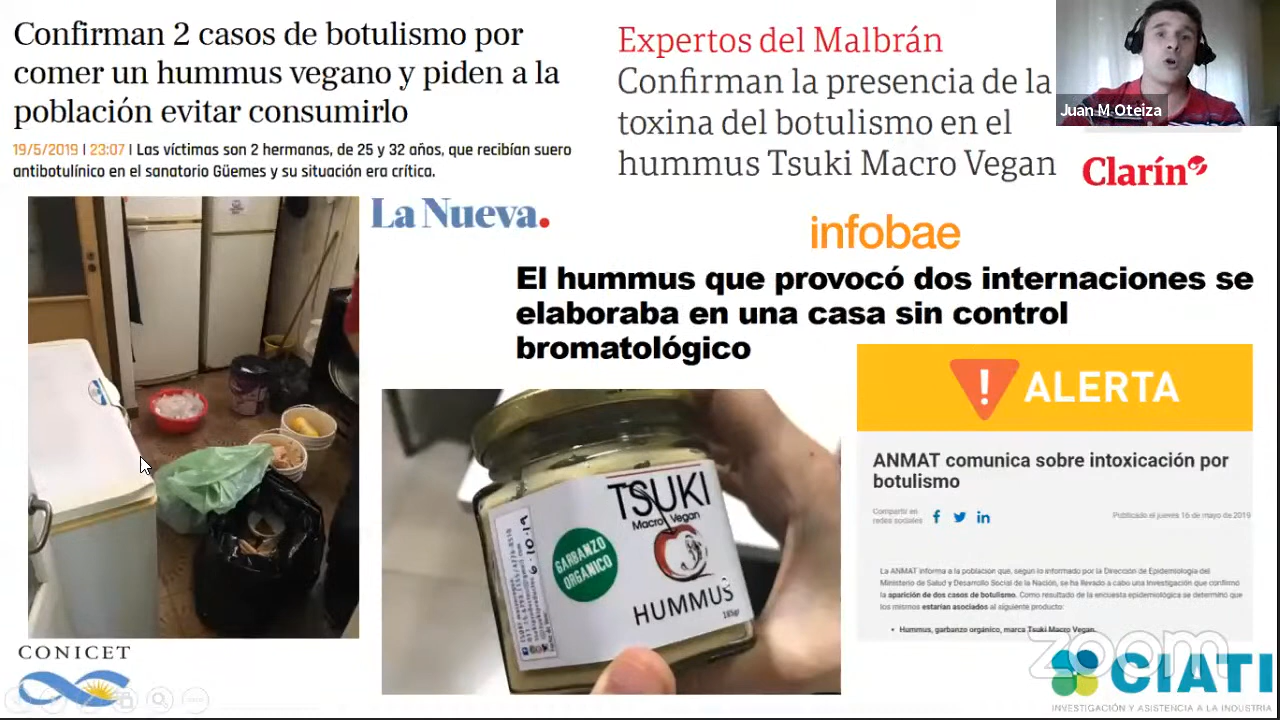 Confirman 2 casos de botulismo por
comer un hummus vegano y piden a la
población evitar consumirlo
19/5/2019 | 23:07 | Las víctimas son 2 hermanas, de 25 y 32 años, que recibían suero
antibotulínico en el sanatorio Güemes y su situación era crítica.
La Nueva.
Expertos del Malbrán
Confirman la presencia de la
toxina del botulismo en el
hummus Tsuki Macro Vegan
Juan M Oteiza
Clarín
infobae
El hummus que provocó dos internaciones se
elaboraba en una casa sin control
bromatológico
TSUKI
Macro Vegan
GARBANZO
ORGANICO
HUMMUS
6-10-19
! ALERTA
ANMAT comunica sobre intoxicación por
botulismo
Compartir en
redes sociales
Publicado el jueves 16 de mayo de 2019
La ANMAT informa a la población que, según lo informado por la Dirección de Epidemiología del
Ministerio de Salud y Desarrollo Social de la Nación, se ha llevado a cabo una investigación que confirmó
la aparición de dos casos de botulismo. Como resultado de la encuesta epidemiológica se determinó que
los mismos estarían asociados al siguiente producto:
• Hummus, garbanzo orgánico, marca Tsuki Macro Vegan.
CONICET
zoom
CIATI
INVESTIGACIÓN Y ASISTENCIA A LA INDUSTRIA